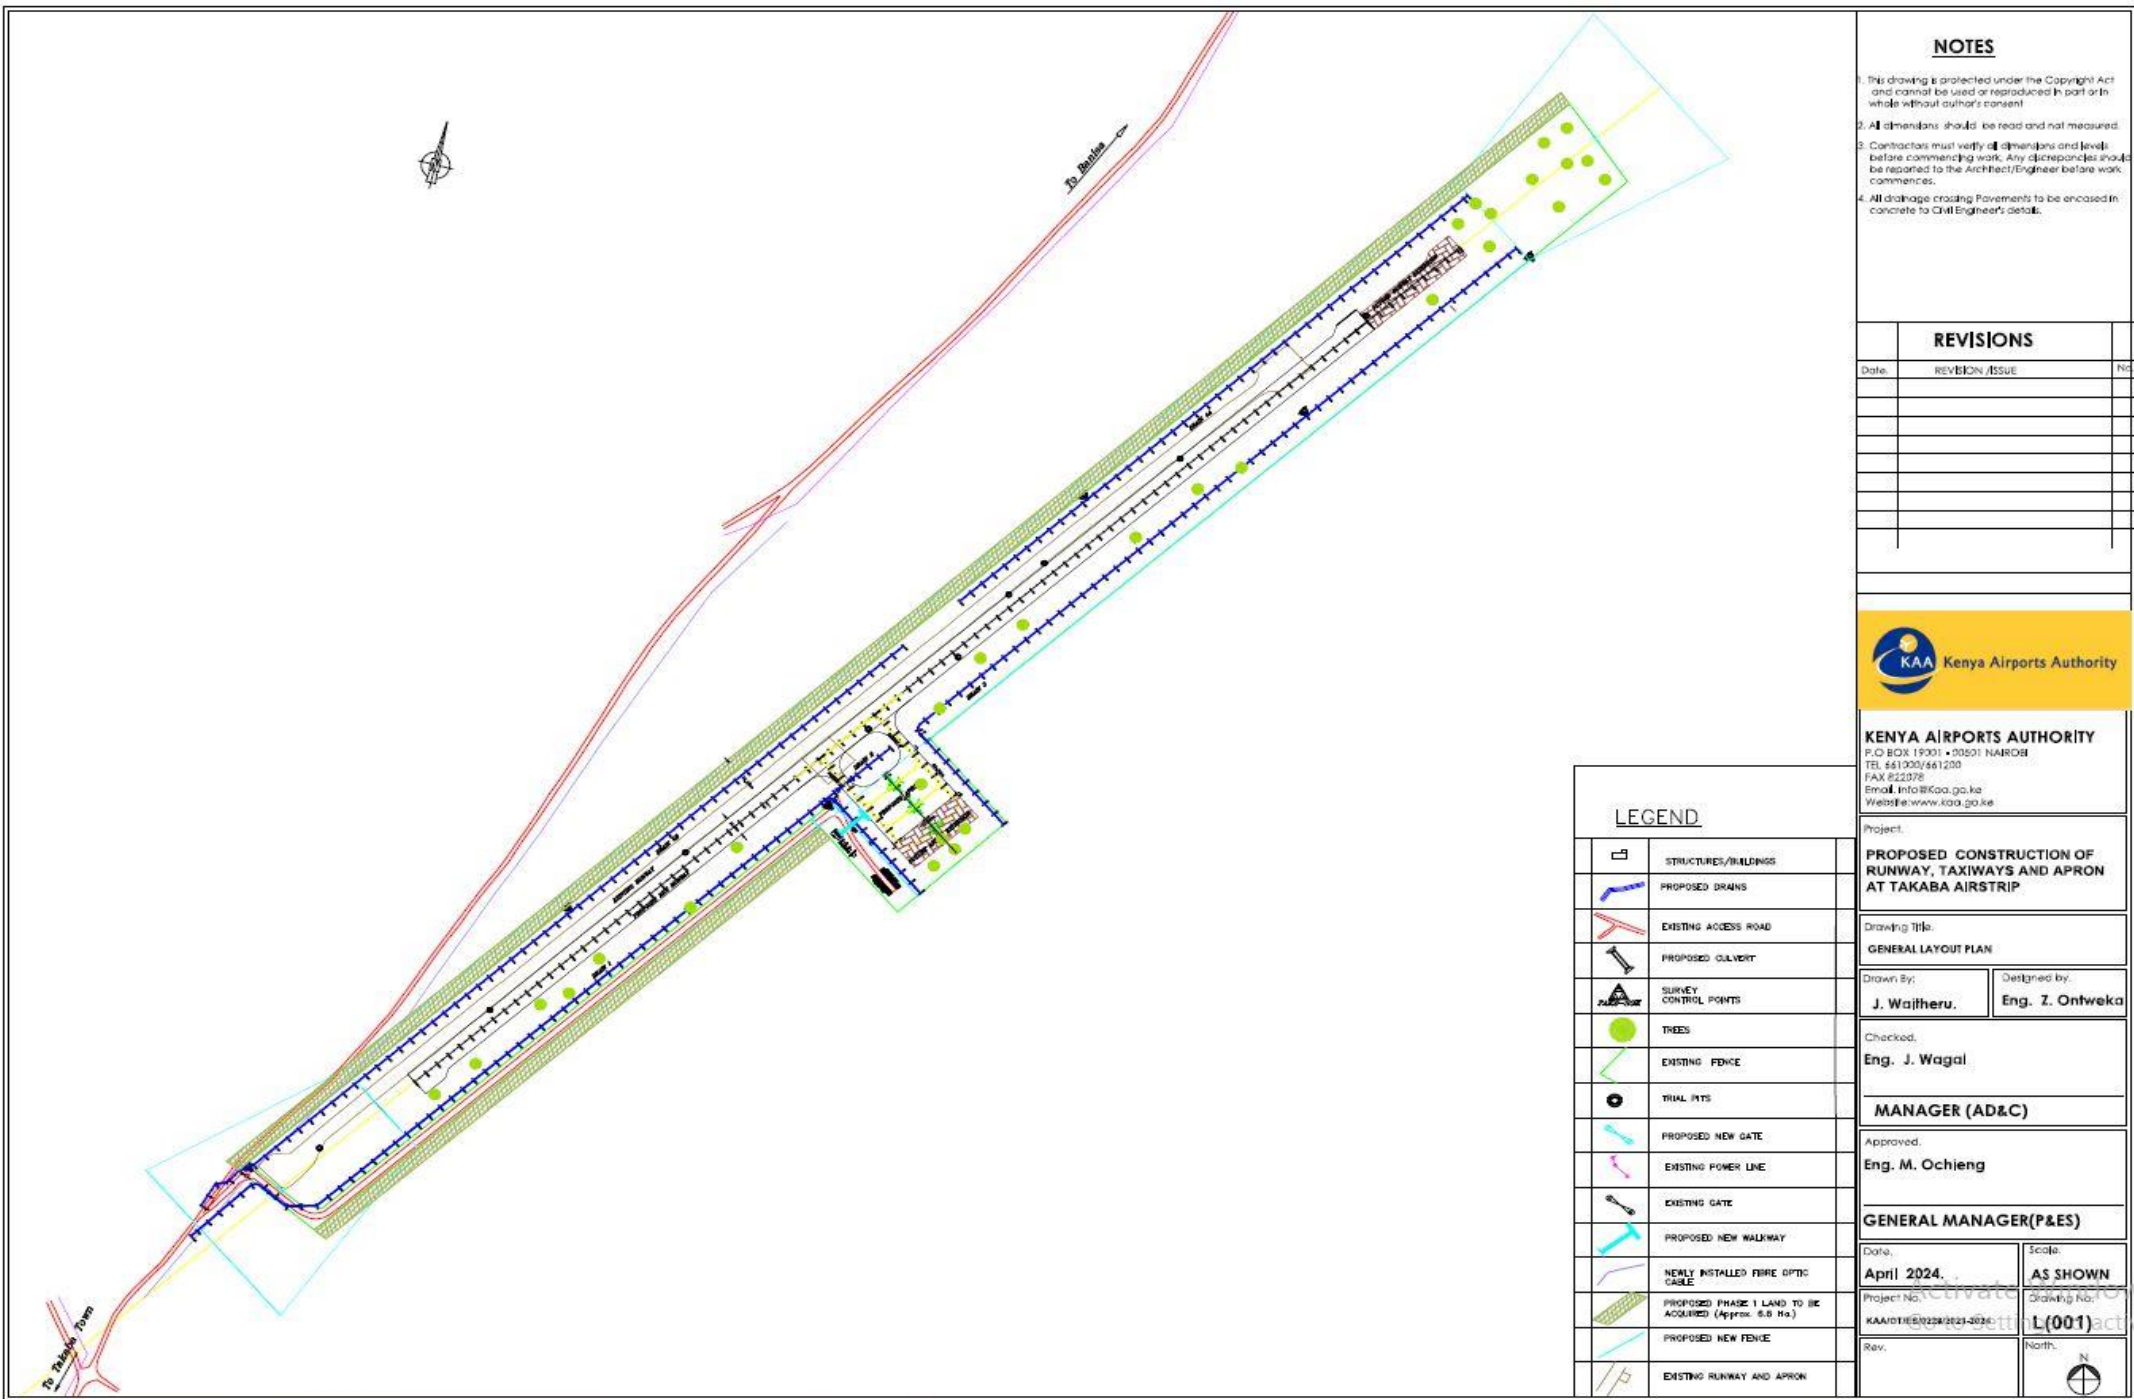 NOTES
1. This drawing is protected under the Copyright Act
and cannot be used or reproduced in part or in
whole without author's consent
2. All dimensions should be read and not measured.
3. Contractors must verify all dimensions and levels
before commencing work. Any discrepancies should
be reported to the Architect/Engineer before work
commences.
4. All drainage crossing Pavements to be encased in
concrete to Civil Engineer's details.
REVISIONS
Date. REVISION /ISSUE No
KAA Kenya Airports Authority
KENYA AIRPORTS AUTHORITY
P.O BOX 19001 - 00501 NAIROBI
TEL 661000/661200
FAX 822078
Email. info@Kaa.go.ke
Website:www.kaa.go.ke
Project.
PROPOSED CONSTRUCTION OF
RUNWAY, TAXIWAYS AND APRON
AT TAKABA AIRSTRIP
Drawing Title.
GENERAL LAYOUT PLAN
Drawn By:
J. Waitheru.
Designed by.
Eng. Z. Ontweka
Checked.
Eng. J. Wagal
MANAGER (AD&C)
Approved.
Eng. M. Ochieng
GENERAL MANAGER(P&ES)
Date.
April 2024.
Scale.
AS SHOWN
Project No.
Drawing No.
L(001)
Rev.
North.
N
LEGEND
STRUCTURES/BUILDINGS
PROPOSED DRAINS
EXISTING ACCESS ROAD
PROPOSED CULVERT
SURVEY
CONTROL POINTS
TREES
EXISTING FENCE
TRIAL PITS
PROPOSED NEW GATE
EXISTING POWER LINE
EXISTING GATE
PROPOSED NEW WALKWAY
NEWLY INSTALLED FIBRE OPTIC
CABLE
PROPOSED PHASE 1 LAND TO BE
ACQUIRED (Approx. 6.8 Ha.)
PROPOSED NEW FENCE
EXISTING RUNWAY AND APRON
To Banisa
To Takaba Town
EXISTING RUNWAY
DRAIN 1
Activate Window